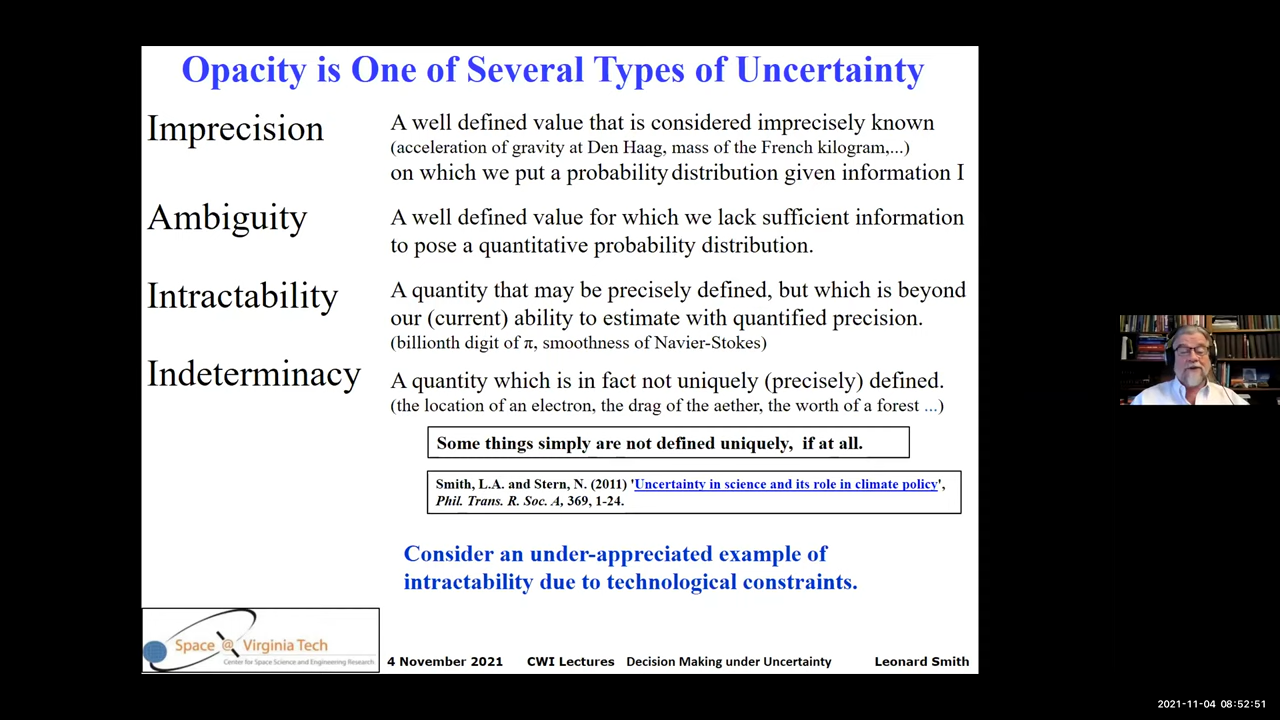 Opacity is One of Several Types of Uncertainty
Imprecision
A well defined value that is considered imprecisely known
(acceleration of gravity at Den Haag, mass of the French kilogram,...)
on which we put a probability distribution given information I
Ambiguity
A well defined value for which we lack sufficient information
to pose a quantitative probability distribution.
Intractability
A quantity that may be precisely defined, but which is beyond
our (current) ability to estimate with quantified precision.
(billionth digit of π, smoothness of Navier-Stokes)
Indeterminacy
A quantity which is in fact not uniquely (precisely) defined.
(the location of an electron, the drag of the aether, the worth of a forest ...)
Some things simply are not defined uniquely, if at all.
Smith, L.A. and Stern, N. (2011) 'Uncertainty in science and its role in climate policy',
Phil. Trans. R. Soc. A, 369, 1-24.
Consider an under-appreciated example of
intractability due to technological constraints.
Space @ Virginia Tech
Center for Space Science and Engineering Research
4 November 2021 CWI Lectures Decision Making under Uncertainty Leonard Smith
2021-11-04 08:52:51